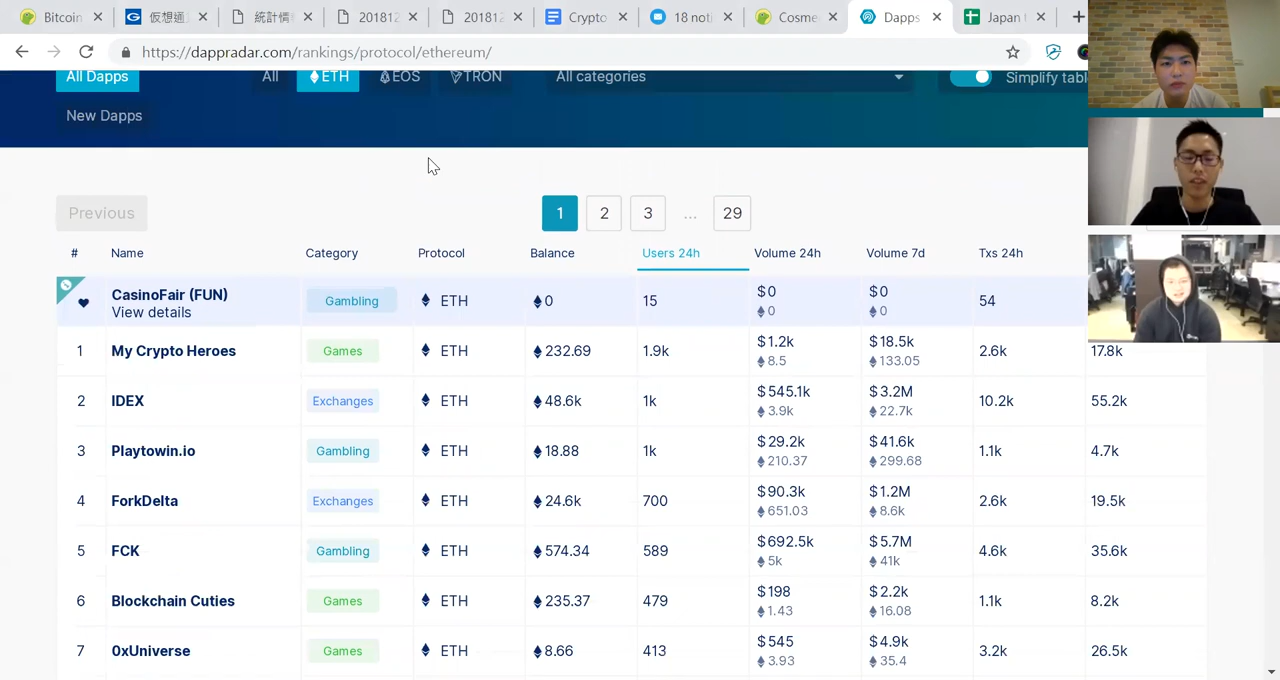 Bitcoin
仮想通
統計情
201812
201812
Crypto
18 noti
Cosme
Dapps
Japan
https://dappradar.com/rankings/protocol/ethereum/
All Dapps
All
ETH
EOS
TRON
All categories
Simplify tabl
New Dapps
Previous
1
2
3
...
29
# Name Category Protocol Balance Users 24h Volume 24h Volume 7d Txs 24h
CasinoFair (FUN)
View details
Gambling ETH 0 15 $0 $0 54
0 0
1 My Crypto Heroes Games ETH 232.69 1.9k $1.2k $18.5k 2.6k 17.8k
8.5 133.05
2 IDEX Exchanges ETH 48.6k 1k $545.1k $3.2M 10.2k 55.2k
3.9k 22.7k
3 Playtowin.io Gambling ETH 18.88 1k $29.2k $41.6k 1.1k 4.7k
210.37 299.68
4 ForkDelta Exchanges ETH 24.6k 700 $90.3k $1.2M 2.6k 19.5k
651.03 8.6k
5 FCK Gambling ETH 574.34 589 $692.5k $5.7M 4.6k 35.6k
5k 41k
6 Blockchain Cuties Games ETH 235.37 479 $198 $2.2k 1.1k 8.2k
1.43 16.08
7 0xUniverse Games ETH 8.66 413 $545 $4.9k 3.2k 26.5k
3.93 35.4